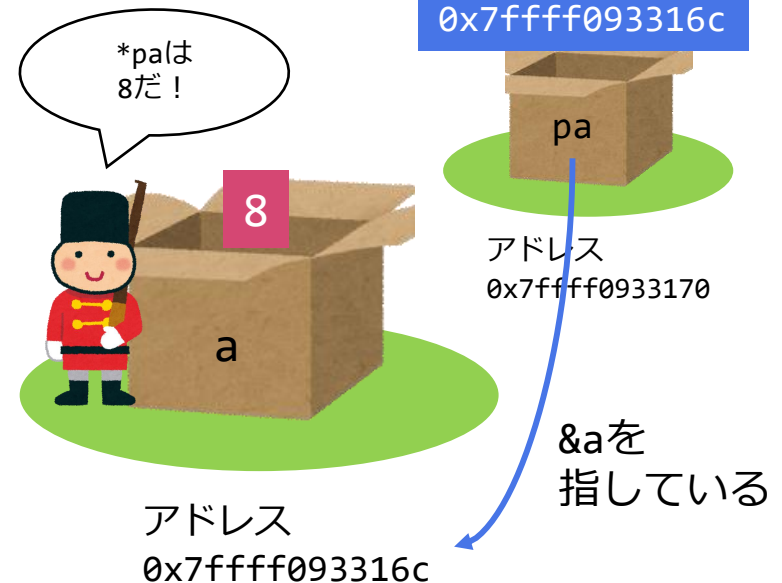 0x7ffff093316c
*paは
8だ！
pa
8
アドレス
0x7ffff0933170
a
&aを
指している
アドレス
0x7ffff093316c